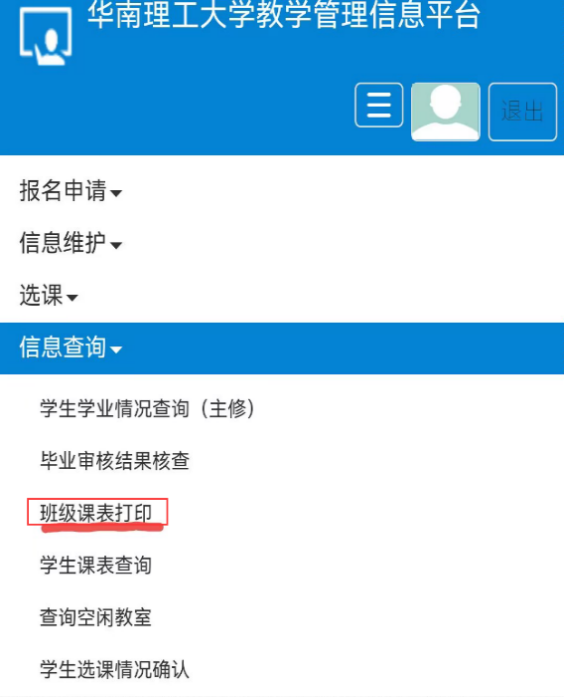 华南理工大学教学管理信息平台
退出
报名申请
信息维护
选课
信息查询
学生学业情况查询（主修）
毕业审核结果核查
班级课表打印
学生课表查询
查询空闲教室
学生选课情况确认